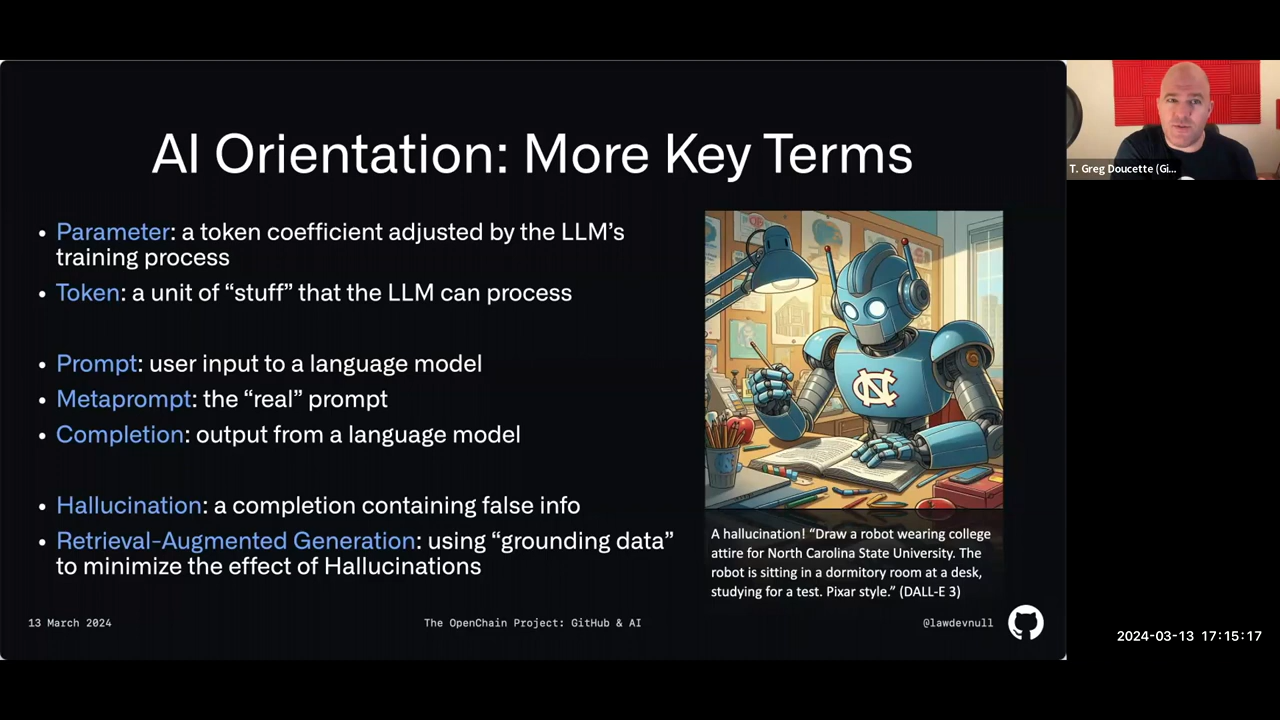 AI Orientation: More Key Terms
• Parameter: a token coefficient adjusted by the LLM’s
training process
• Token: a unit of “stuff” that the LLM can process
• Prompt: user input to a language model
• Metaprompt: the “real” prompt
• Completion: output from a language model
• Hallucination: a completion containing false info
• Retrieval-Augmented Generation: using “grounding data”
to minimize the effect of Hallucinations
NC
A hallucination! “Draw a robot wearing college
attire for North Carolina State University. The
robot is sitting in a dormitory room at a desk,
studying for a test. Pixar style.” (DALL-E 3)
13 March 2024
The OpenChain Project: GitHub & AI
@lawdevnull
T. Greg Doucette (Gi...
2024-03-13 17:15:17